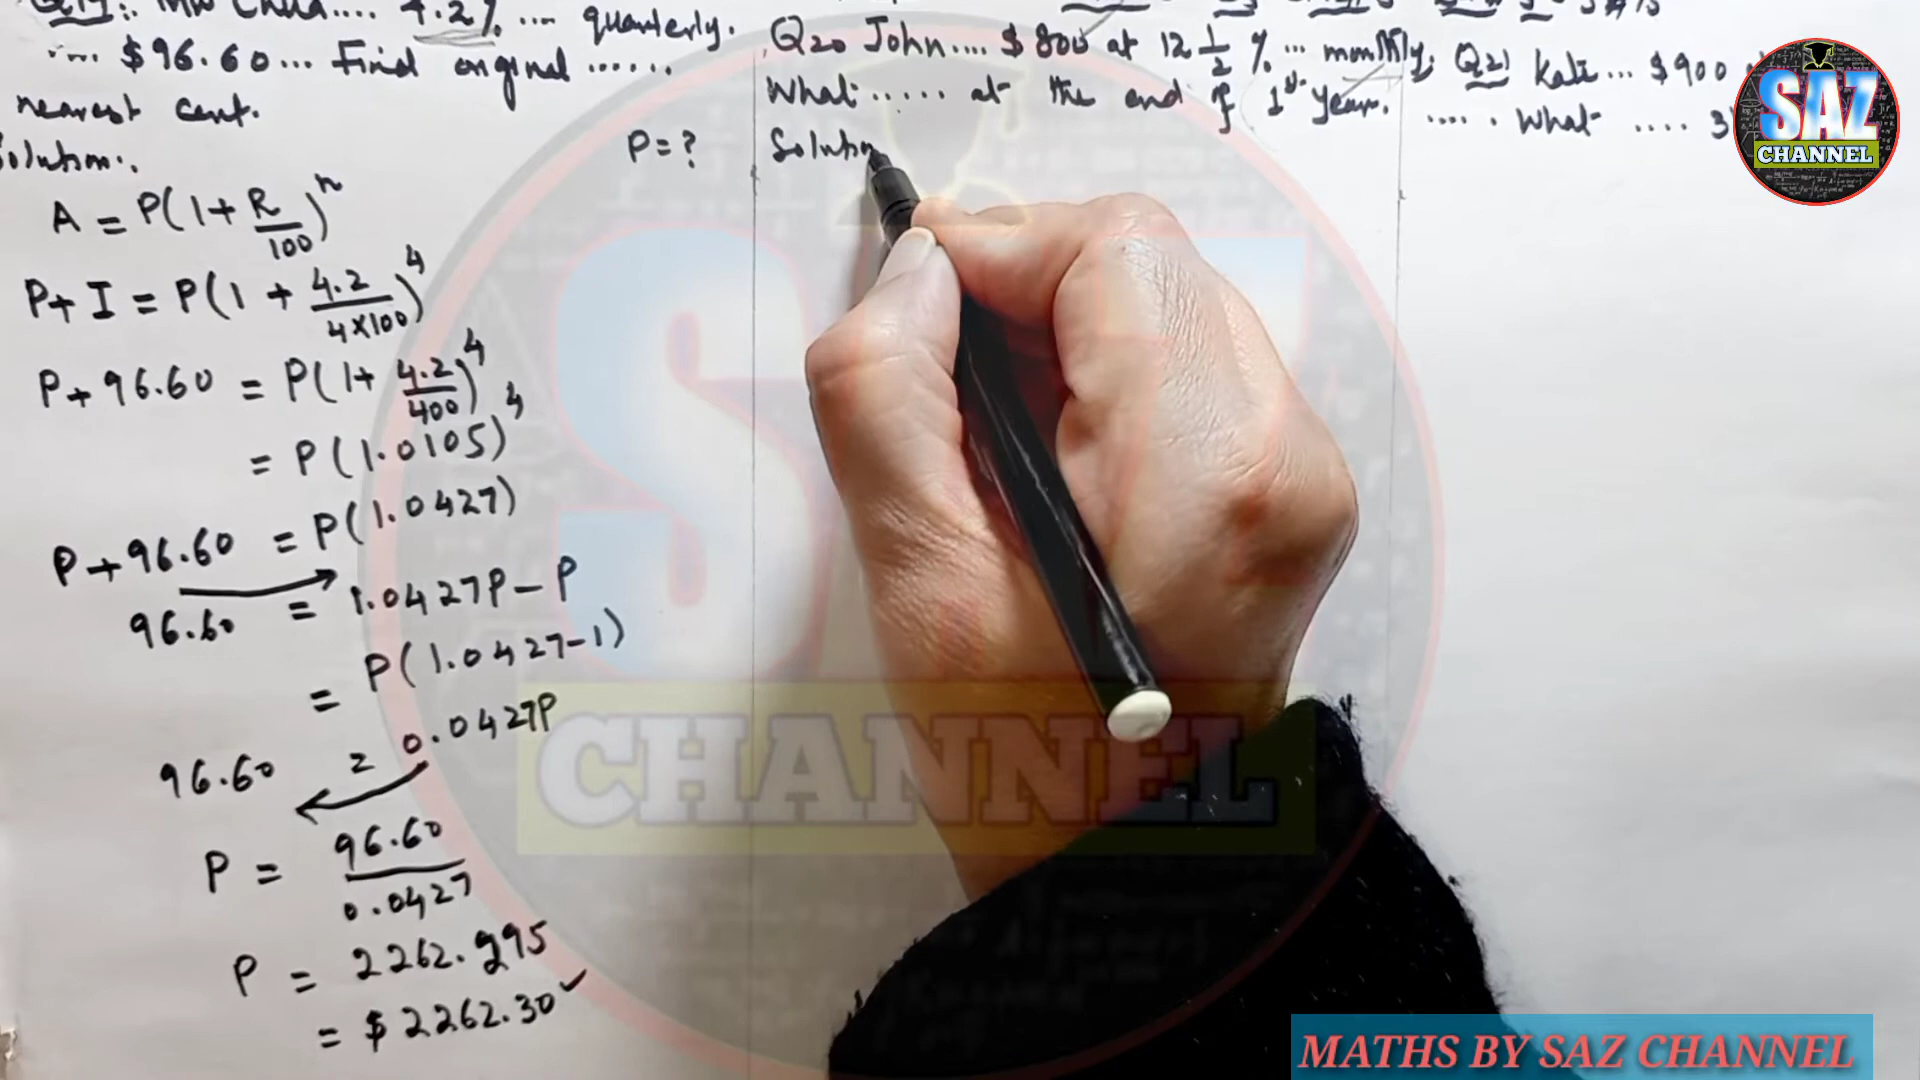 .... $96.60... Find original ......
nearest cent.
Solution:.
P=?
A = P(1+ R/100)^n
P+I = P(1 + 4.2/4×100)^4
P+96.60 = P(1+ 4.2/400)^4
= P(1.0105)^4
P+96.60 = P(1.0427)
96.60 = 1.0427P-P
= P(1.0427-1)
96.60 = 0.0427P
P = 96.60/0.0427
P = 2262.295
= $2262.30 ✓
Q20 John.... $800 at 12 1/2 % ... monthly.
What ..... at the end of 1st Year.
Solution
Q21 Kate... $900
..... What .... 3
SAZ
CHANNEL
SAZ
CHANNEL
MATHS BY SAZ CHANNEL